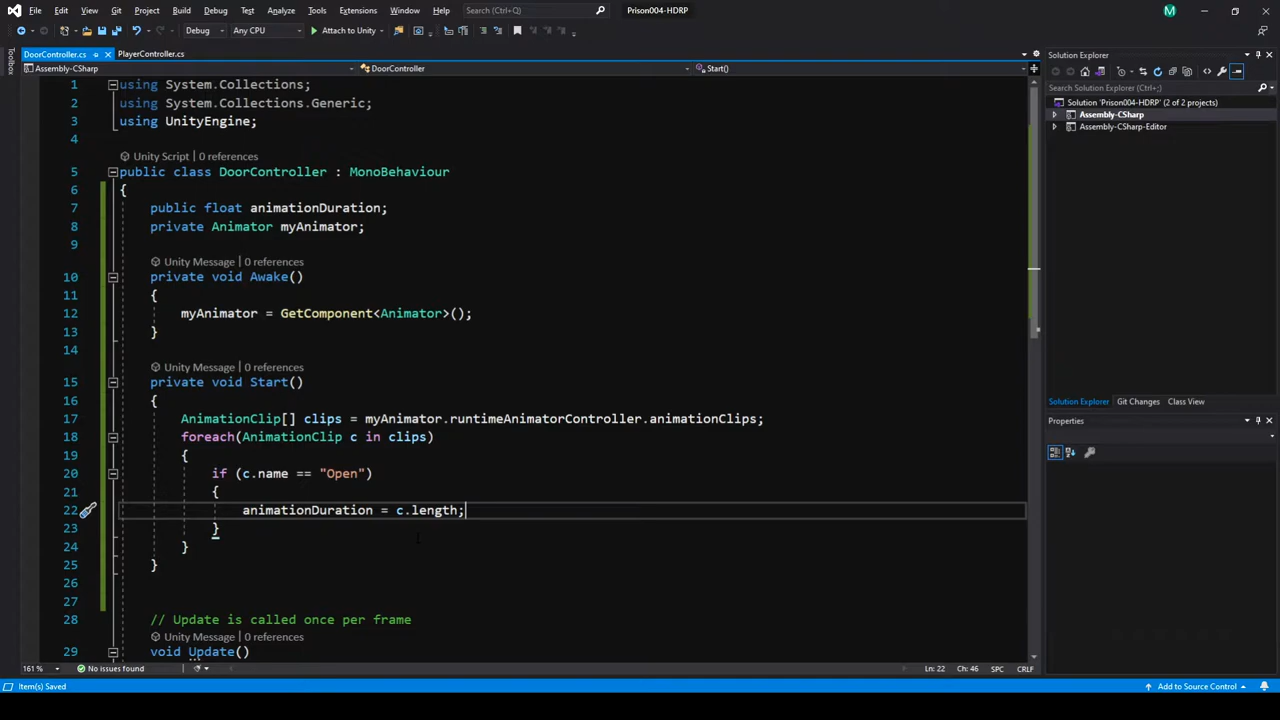 File Edit View Git Project Build Debug Test Analyze Tools Extensions Window Help Search (Ctrl+Q) Prison004-HDRP M
Debug Any CPU Attach to Unity
DoorController.cs PlayerController.cs
Assembly-CSharp DoorController Start()
Toolbox
1 using System.Collections;
2 using System.Collections.Generic;
3 using UnityEngine;
4
Unity Script | 0 references
5 public class DoorController : MonoBehaviour
6 {
7 public float animationDuration;
8 private Animator myAnimator;
9
Unity Message | 0 references
10 private void Awake()
11 {
12 myAnimator = GetComponent<Animator>();
13 }
14
Unity Message | 0 references
15 private void Start()
16 {
17 AnimationClip[] clips = myAnimator.runtimeAnimatorController.animationClips;
18 foreach(AnimationClip c in clips)
19 {
20 if (c.name == "Open")
21 {
22 animationDuration = c.length;
23 }
24 }
25 }
26
27
28 // Update is called once per frame
Unity Message | 0 references
29 void Update()
161 % No issues found Ln: 22 Ch: 46 SPC CRLF
Solution Explorer
Search Solution Explorer (Ctrl+;)
Solution 'Prison004-HDRP' (2 of 2 projects)
Assembly-CSharp
Assembly-CSharp-Editor
Solution Explorer Git Changes Class View
Properties
Item(s) Saved Add to Source Control